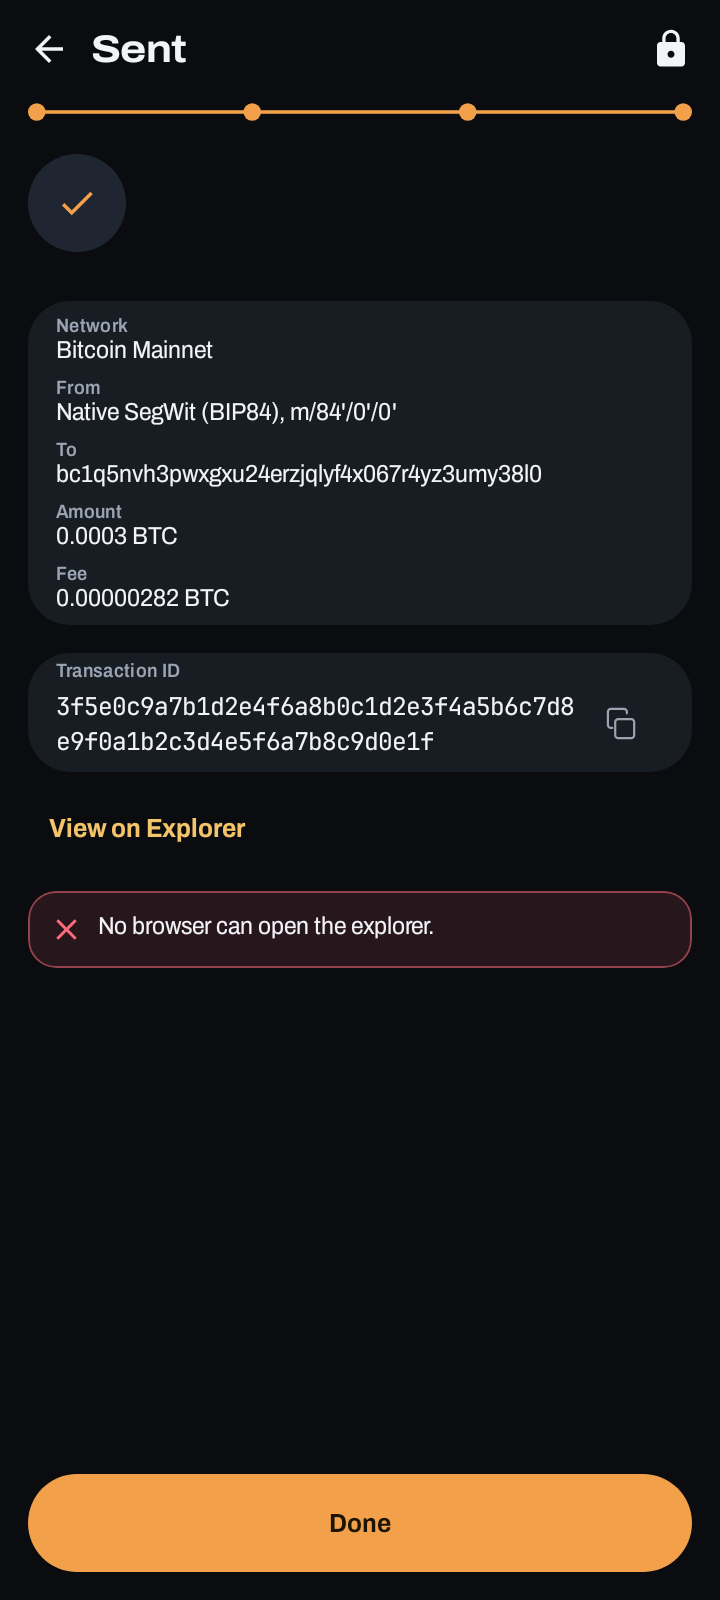 Sent
Network
Bitcoin Mainnet
From
Native SegWit (BIP84), m/84'/0'/0'
To
bc1q5nvh3pwxgxu24erzjqlyf4x067r4yz3umy38l0
Amount
0.0003 BTC
Fee
0.00000282 BTC
Transaction ID
3f5e0c9a7b1d2e4f6a8b0c1d2e3f4a5b6c7d8
e9f0a1b2c3d4e5f6a7b8c9d0e1f
View on Explorer
No browser can open the explorer.
Done